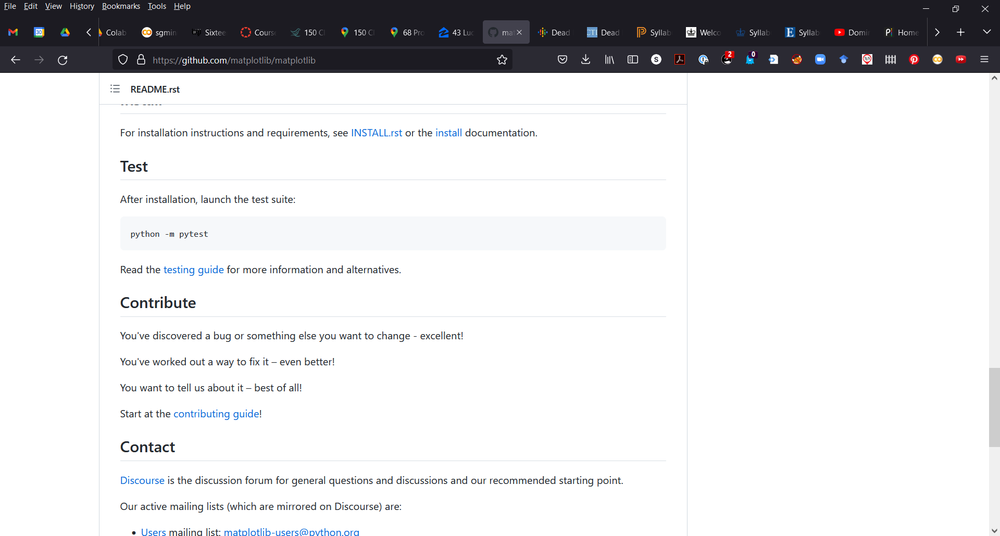 File Edit View History Bookmarks Tools Help
30 Colab sgmin Sixtee Course 150 Cl 150 Cl 68 Pro 43 Luc mat Dead CTL Dead Syllab Welco Syllab E Syllab Domin P! Home
https://github.com/matplotlib/matplotlib S 2 0
README.rst
For installation instructions and requirements, see INSTALL.rst or the install documentation.
Test
After installation, launch the test suite:
python -m pytest
Read the testing guide for more information and alternatives.
Contribute
You've discovered a bug or something else you want to change - excellent!
You've worked out a way to fix it – even better!
You want to tell us about it – best of all!
Start at the contributing guide!
Contact
Discourse is the discussion forum for general questions and discussions and our recommended starting point.
Our active mailing lists (which are mirrored on Discourse) are:
• Users mailing list: matplotlib-users@python.org